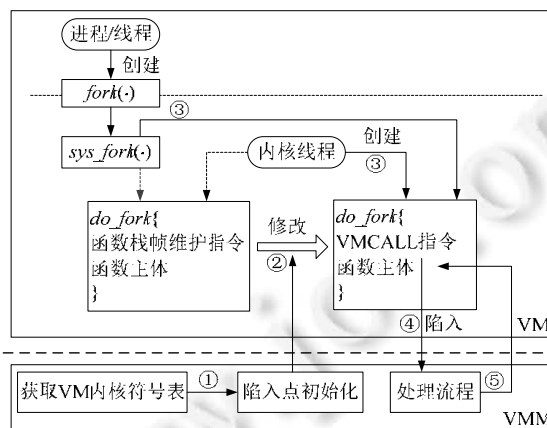 进程/线程
创建
fork(·)
③
sys_fork(·)
内核线程
创建
③
do_fork{
函数栈帧维护指令
函数主体
}
修改
②
do_fork{
VMCALL指令
函数主体
}
④ 陷入
VM
获取VM内核符号表
①
陷入点初始化
处理流程
⑤
VMM